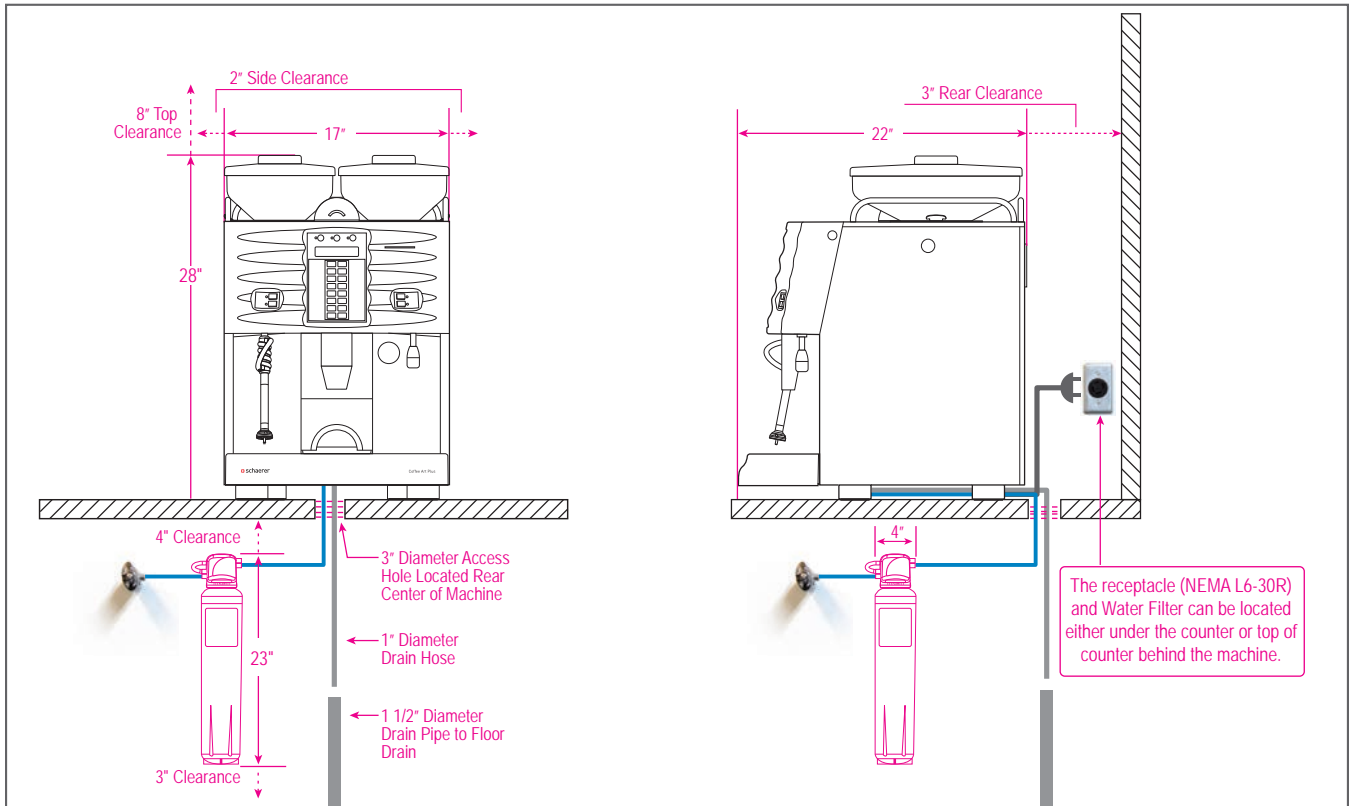 2" Side Clearance
8" Top
Clearance
17"
28"
schaerer
Coffee Art Plus
4" Clearance
23"
3" Clearance
3" Diameter Access
Hole Located Rear
Center of Machine
1" Diameter
Drain Hose
1 1/2" Diameter
Drain Pipe to Floor
Drain
3" Rear Clearance
22"
4"
The receptacle (NEMA L6-30R)
and Water Filter can be located
either under the counter or top of
counter behind the machine.